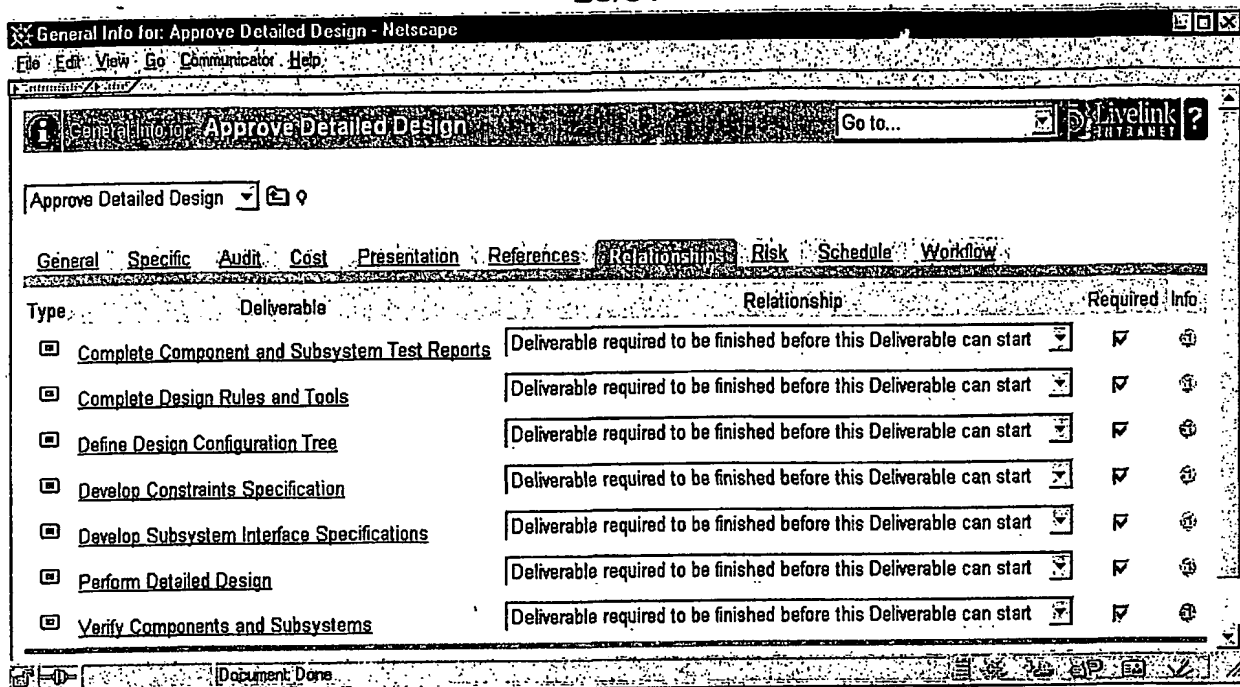 General Info for: Approve Detailed Design - Netscape
File Edit View Go Communicator Help
General Info for: Approve Detailed Design Go to... Livelink INTRANET ?
Approve Detailed Design
General Specific Audit Cost Presentation References Relationships Risk Schedule Workflow
Type Deliverable Relationship Required Info
Complete Component and Subsystem Test Reports Deliverable required to be finished before this Deliverable can start
Complete Design Rules and Tools Deliverable required to be finished before this Deliverable can start
Define Design Configuration Tree Deliverable required to be finished before this Deliverable can start
Develop Constraints Specification Deliverable required to be finished before this Deliverable can start
Develop Subsystem Interface Specifications Deliverable required to be finished before this Deliverable can start
Perform Detailed Design Deliverable required to be finished before this Deliverable can start
Verify Components and Subsystems Deliverable required to be finished before this Deliverable can start
Document: Done